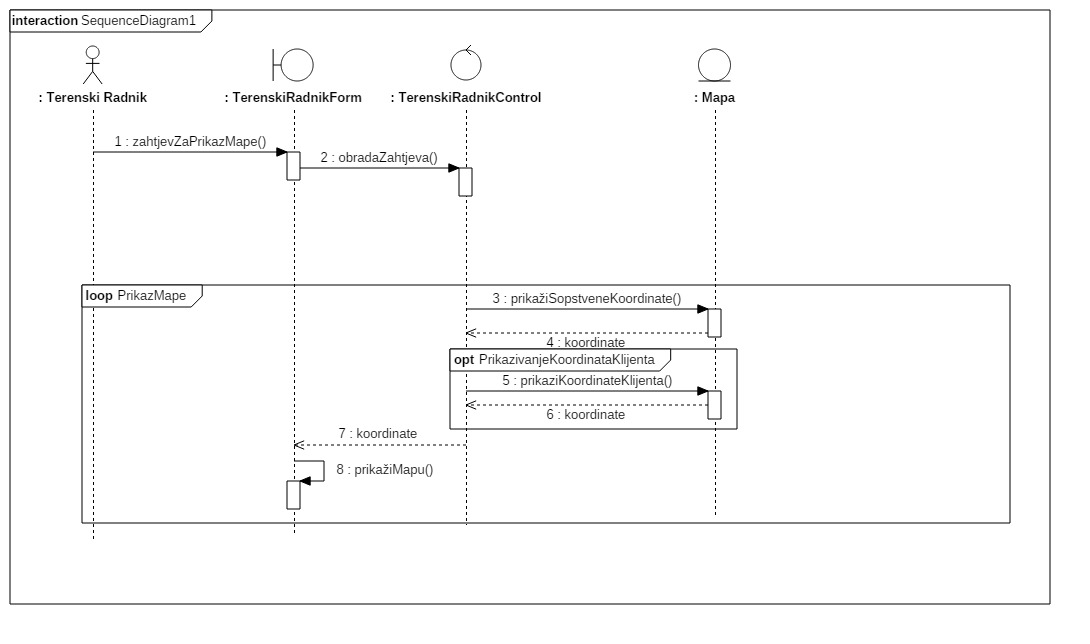 interaction SequenceDiagram1
: Terenski Radnik
: TerenskiRadnikForm
: TerenskiRadnikControl
: Mapa
1 : zahtjevZaPrikazMape()
2 : obradaZahtjeva()
loop PrikazMape
3 : prikažiSopstveneKoordinate()
4 : koordinate
opt PrikazivanjeKoordinataKlijenta
5 : prikaziKoordinateKlijenta()
6 : koordinate
7 : koordinate
8 : prikažiMapu()